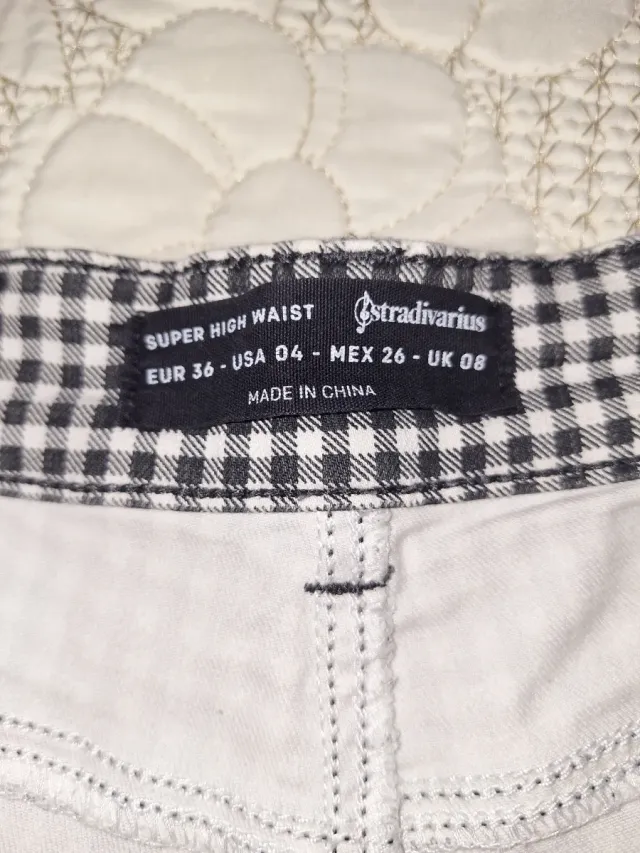 SUPER HIGH WAIST
stradivarius
EUR 36 - USA 04 - MEX 26 - UK 08
MADE IN CHINA